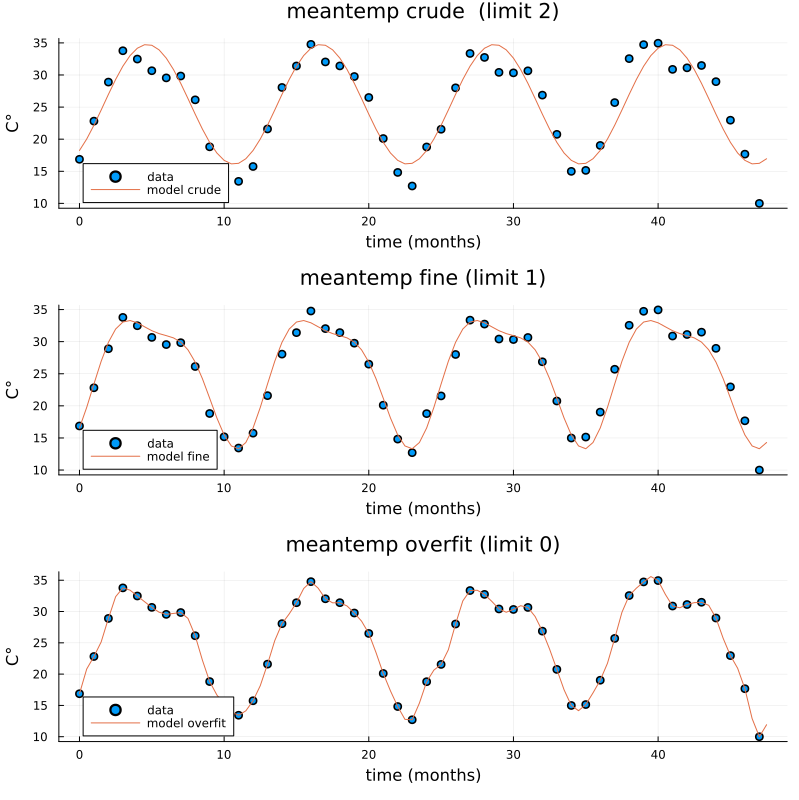 meantemp crude  (limit 2)
35
30
25
20
15
10
C°
data
model crude
0 10 20 30 40
time (months)
meantemp fine (limit 1)
35
30
25
20
15
10
C°
data
model fine
0 10 20 30 40
time (months)
meantemp overfit (limit 0)
35
30
25
20
15
10
C°
data
model overfit
0 10 20 30 40
time (months)